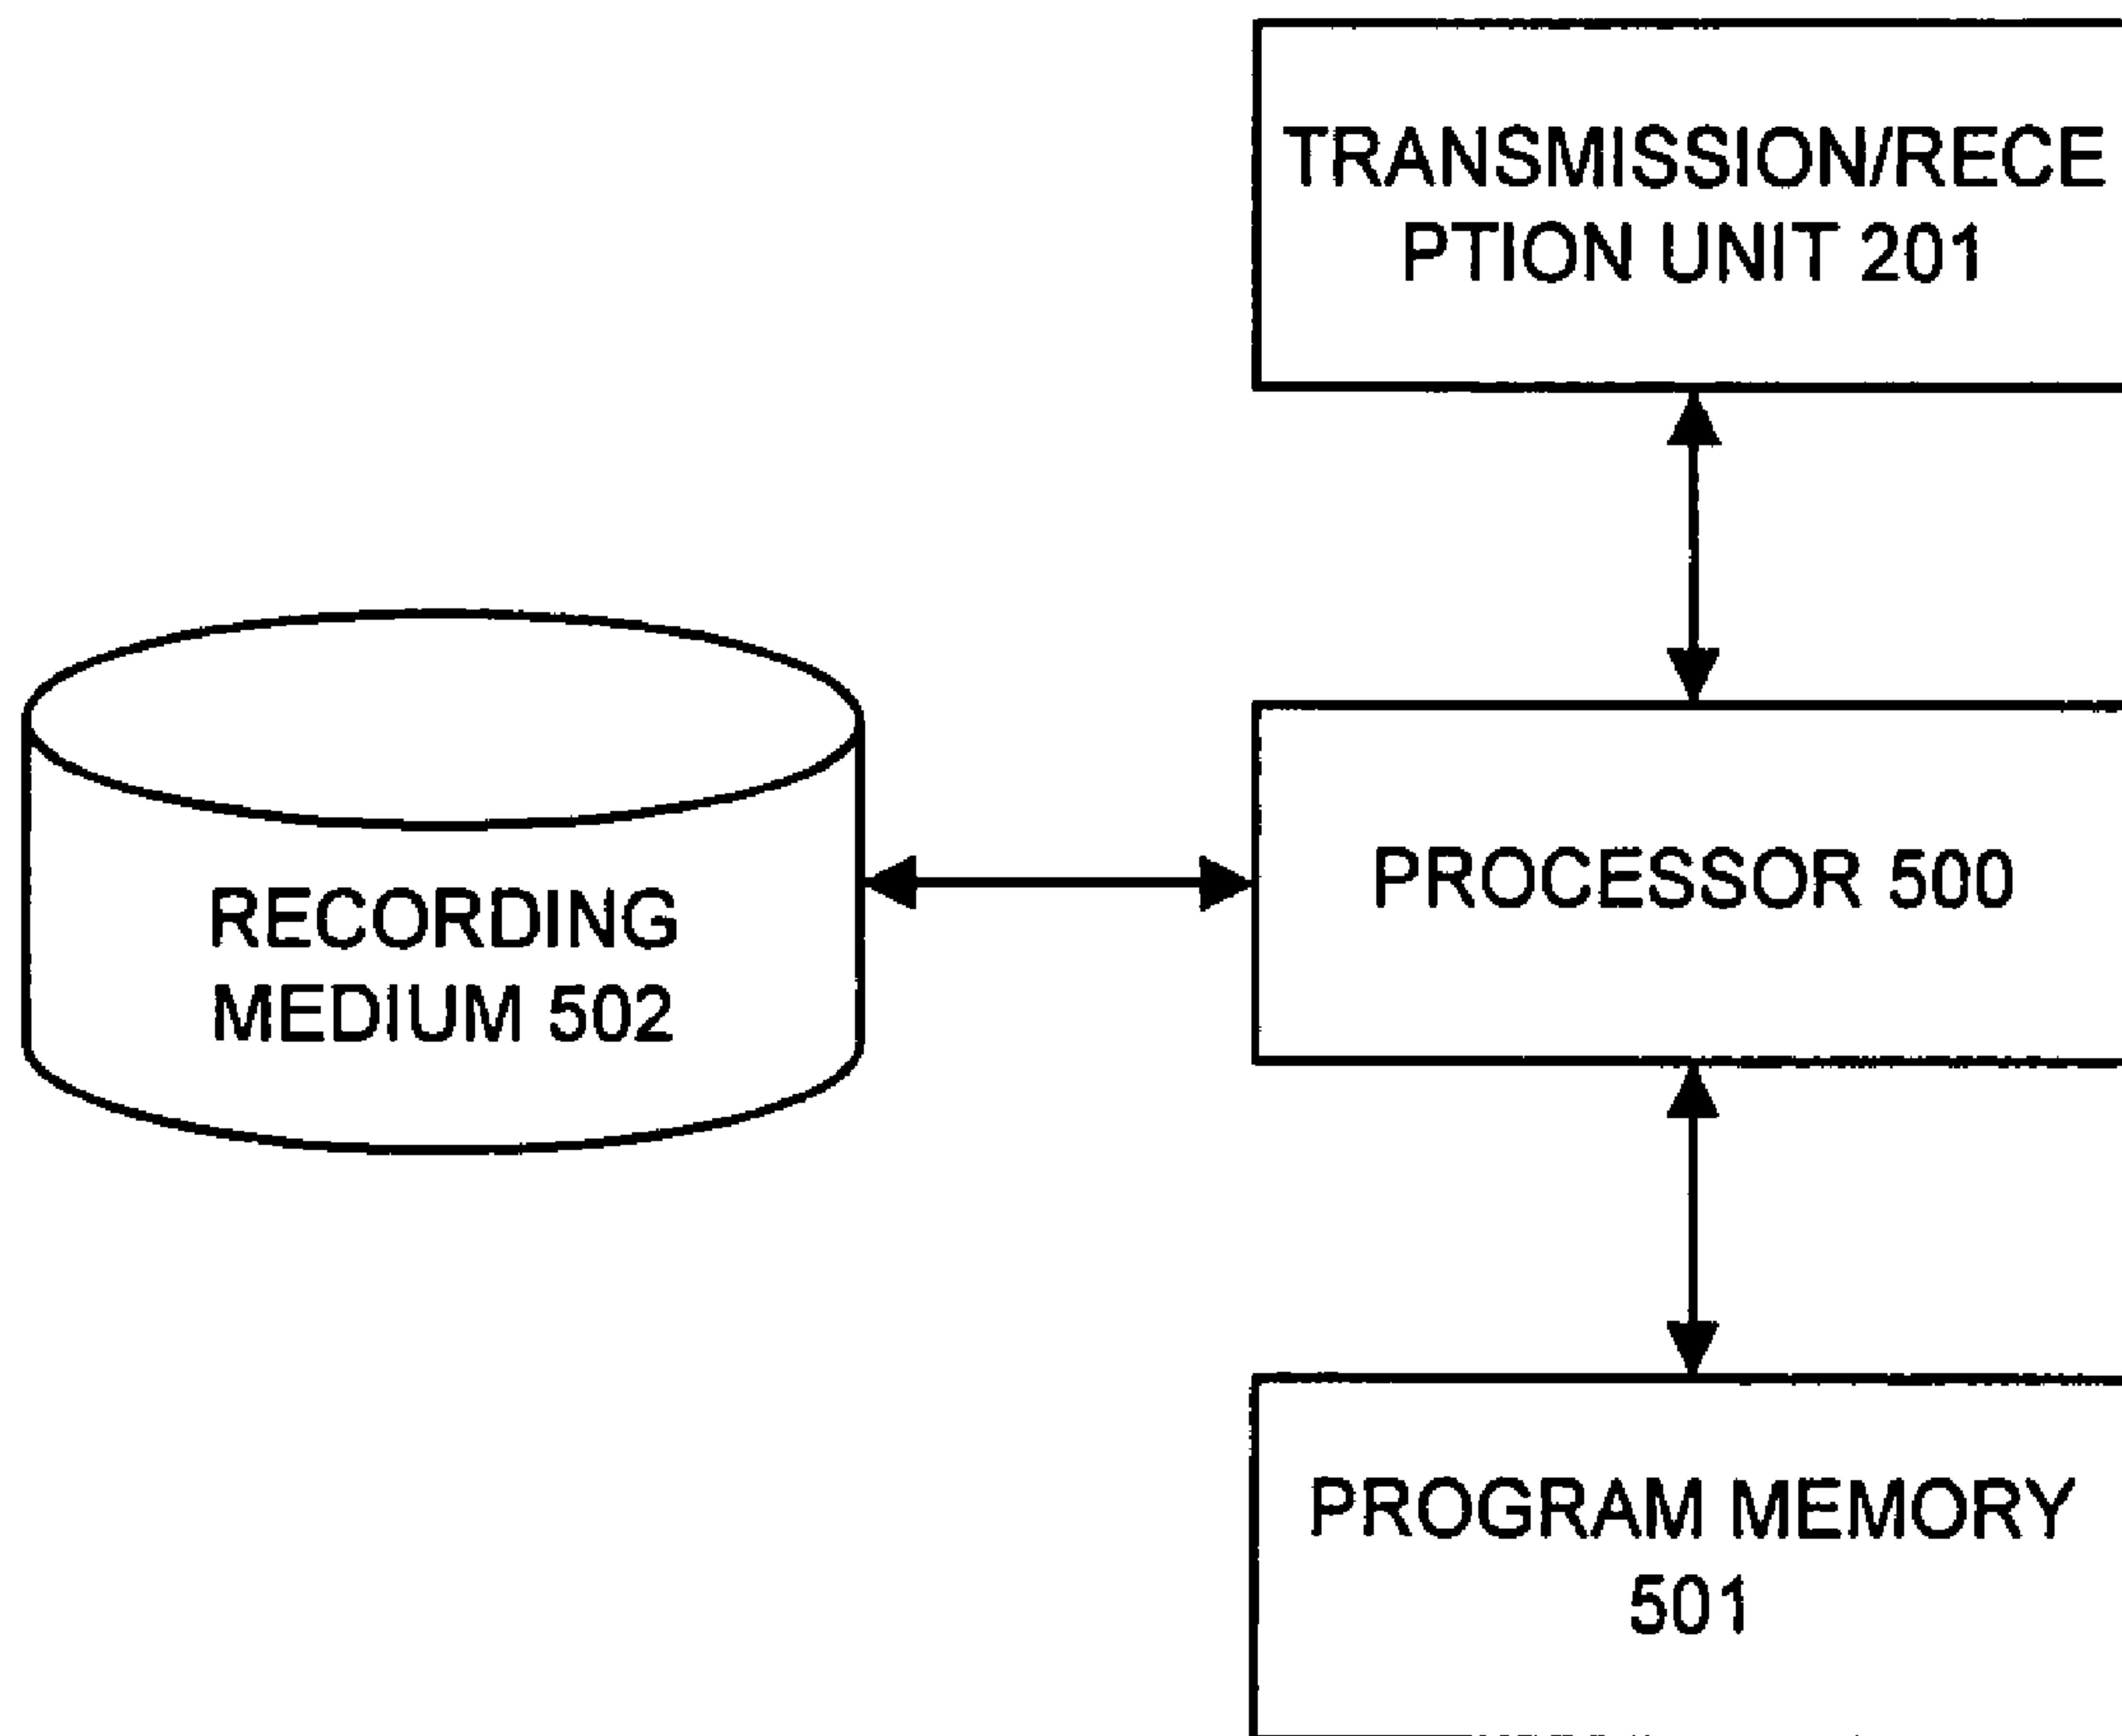 TRANSMISSION/RECE
PTION UNIT 201
RECORDING
MEDIUM 502
PROCESSOR 500
PROGRAM MEMORY
501